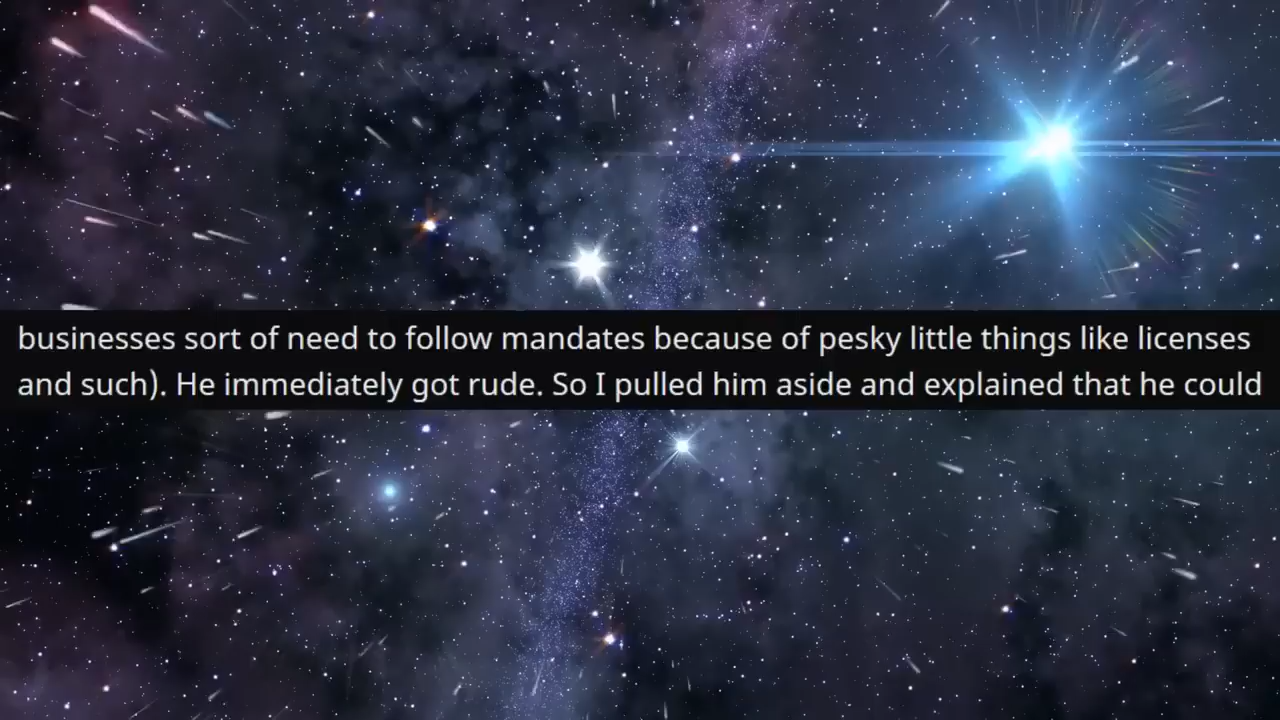 businesses sort of need to follow mandates because of pesky little things like licenses
and such). He immediately got rude. So I pulled him aside and explained that he could